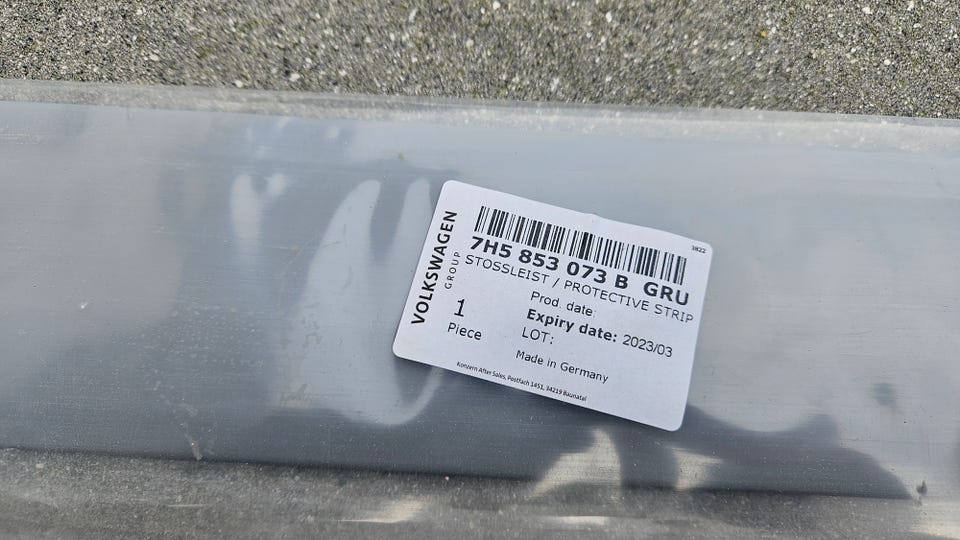 3822
7H5 853 073 B GRU
STOSSLEIST / PROTECTIVE STRIP
VOLKSWAGEN
GROUP
1
Piece
Prod. date:
Expiry date: 2023/03
LOT:
Made in Germany
Konzern After Sales, Postfach 1451, 34219 Baunatal